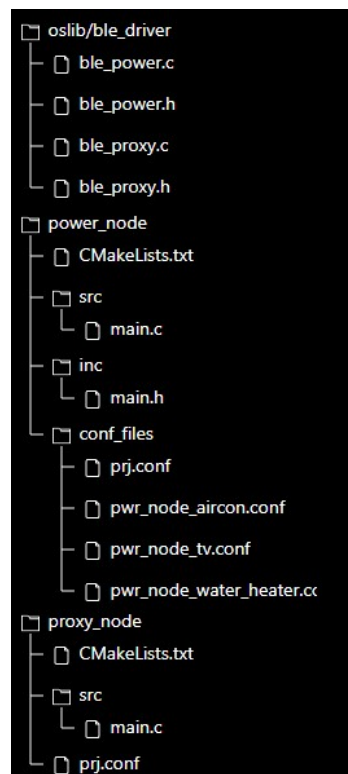 oslib/ble_driver
ble_power.c
ble_power.h
ble_proxy.c
ble_proxy.h
power_node
CMakeLists.txt
src
main.c
inc
main.h
conf_files
prj.conf
pwr_node_aircon.conf
pwr_node_tv.conf
pwr_node_water_heater.cc
proxy_node
CMakeLists.txt
src
main.c
prj.conf